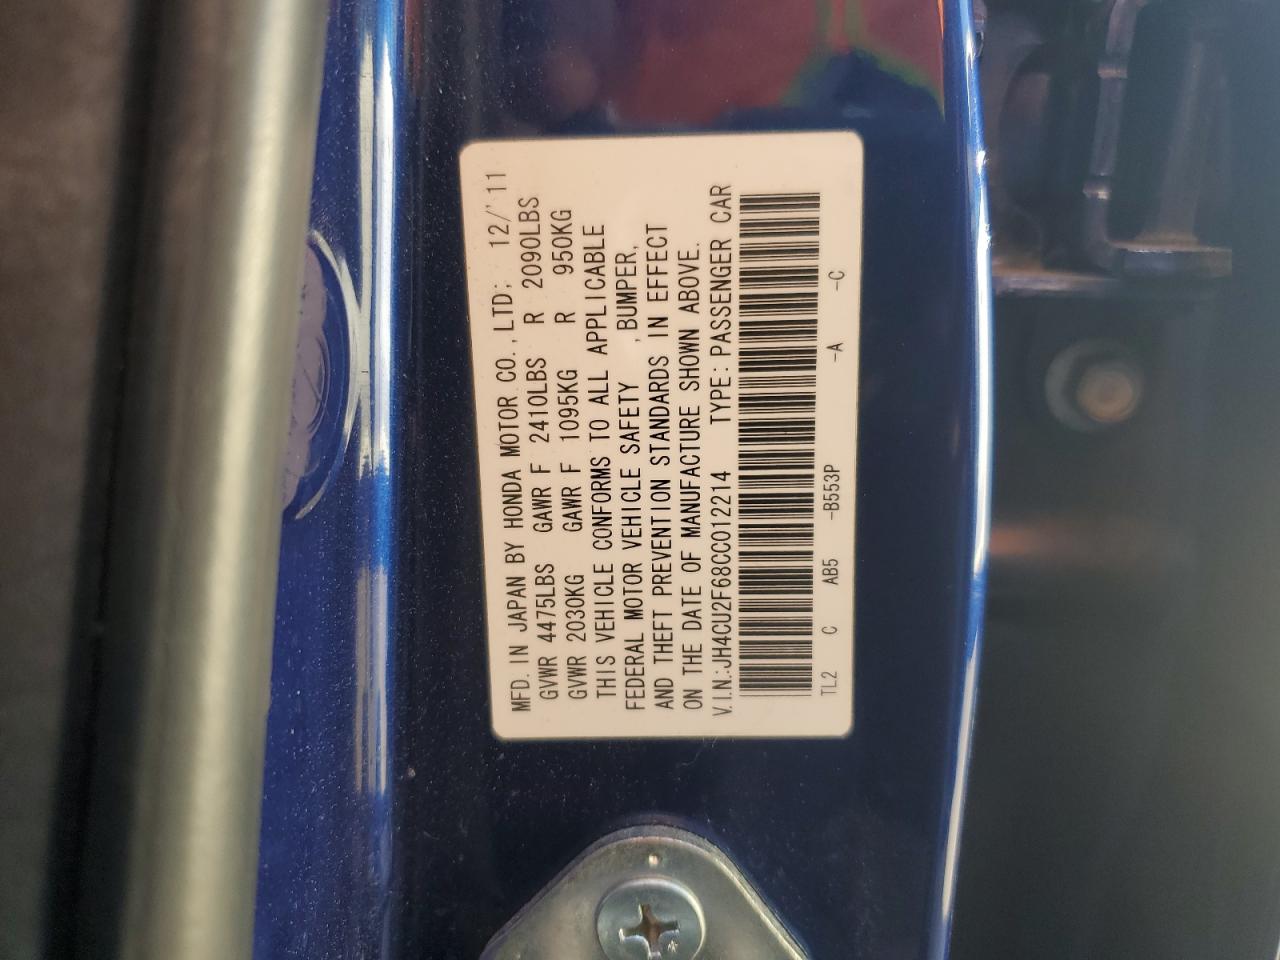 MFD. IN JAPAN BY HONDA MOTOR CO., LTD; 12/'11
GVWR 4475LBS GAWR F 2410LBS R 2090LBS
GVWR 2030KG GAWR F 1095KG R 950KG
THIS VEHICLE CONFORMS TO ALL APPLICABLE
FEDERAL MOTOR VEHICLE SAFETY , BUMPER,
AND THEFT PREVENTION STANDARDS IN EFFECT
ON THE DATE OF MANUFACTURE SHOWN ABOVE.
V.I.N.:JH4CU2F68CC012214 TYPE:PASSENGER CAR
TL2 C AB5 -B553P -A -C